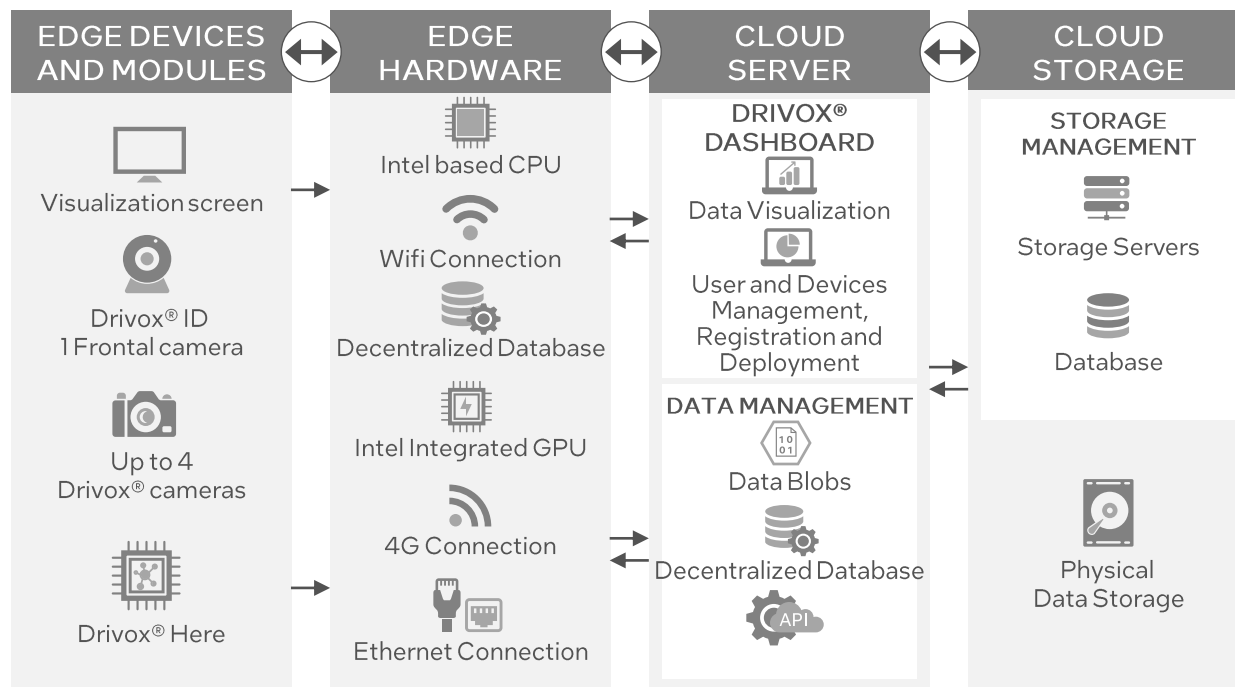 EDGE DEVICES
AND MODULES
Visualization screen
Drivox® ID
1 Frontal camera
Up to 4
Drivox® cameras
Drivox® Here
EDGE
HARDWARE
Intel based CPU
Wifi Connection
Decentralized Database
Intel Integrated GPU
4G Connection
Ethernet Connection
CLOUD
SERVER
DRIVOX®
DASHBOARD
Data Visualization
User and Devices
Management,
Registration and
Deployment
DATA MANAGEMENT
10
01
Data Blobs
Decentralized Database
API
CLOUD
STORAGE
STORAGE
MANAGEMENT
Storage Servers
Database
Physical
Data Storage